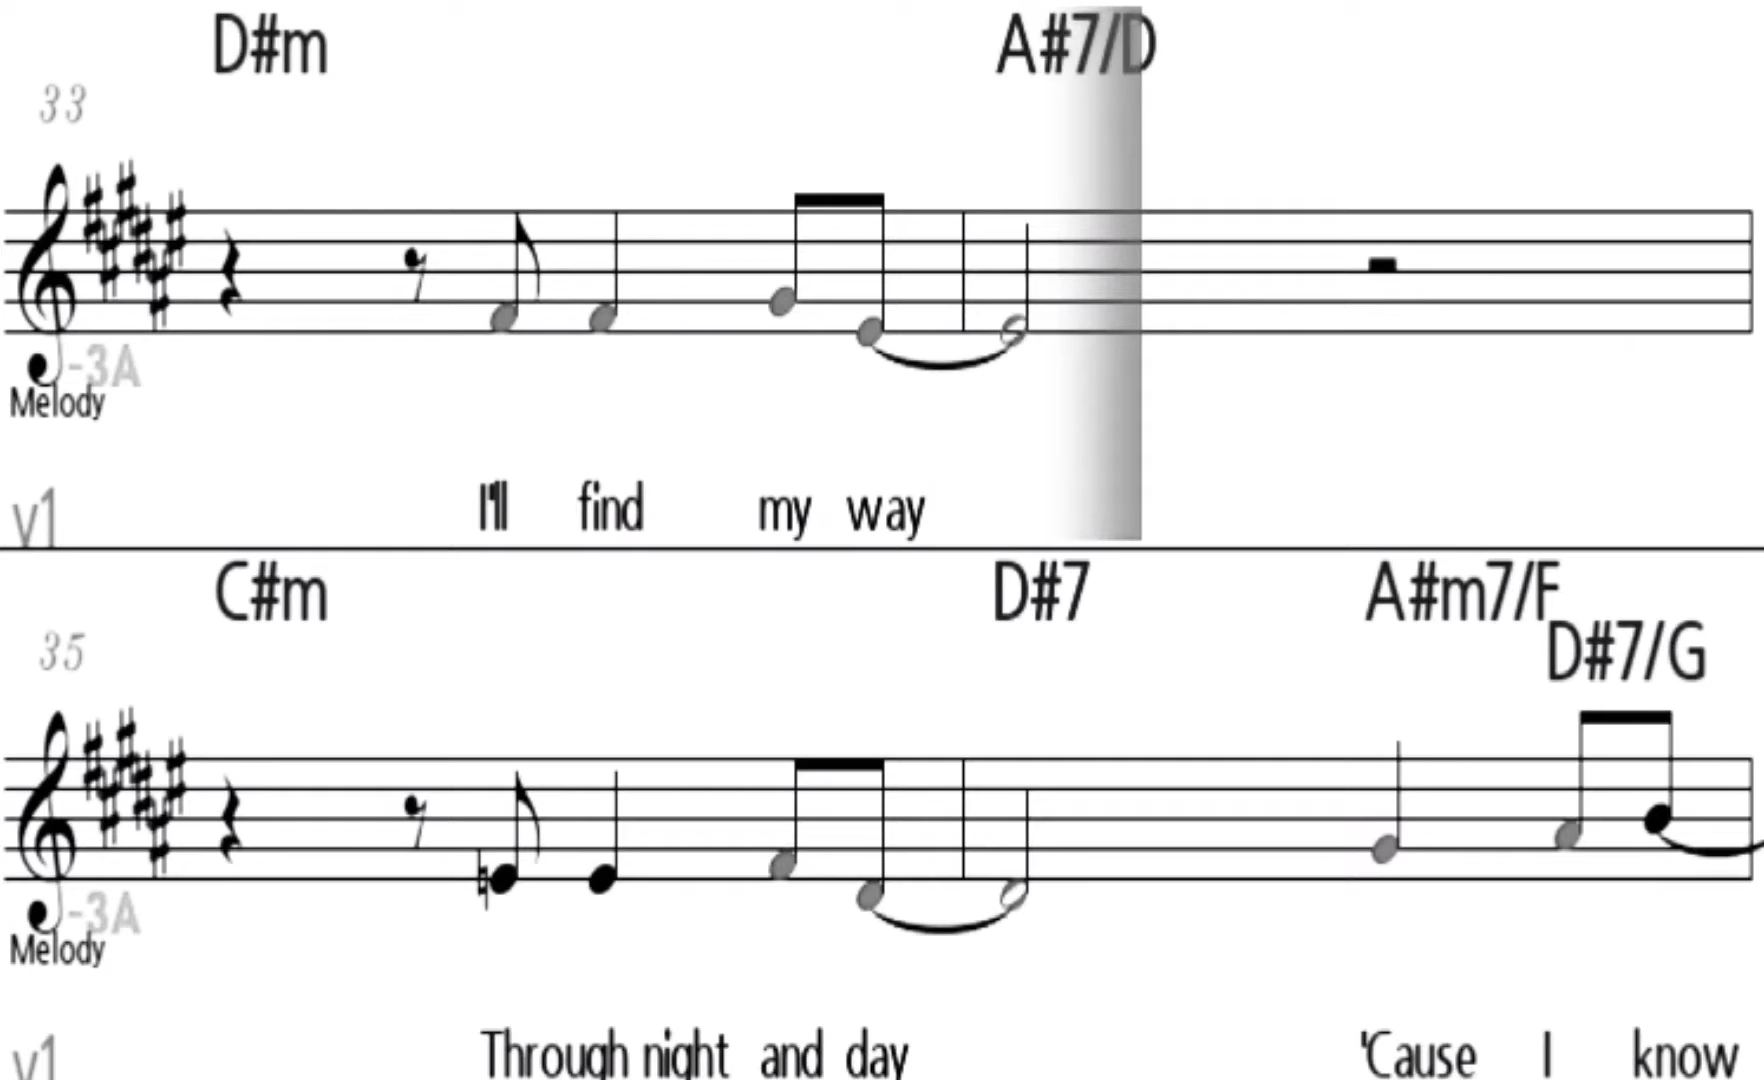 D#m A#7/D
33
-3A
Melody
v1 I'll find my way
C#m D#7 A#m7/F
D#7/G
35
-3A
Melody
v1 Through night and day 'Cause I know